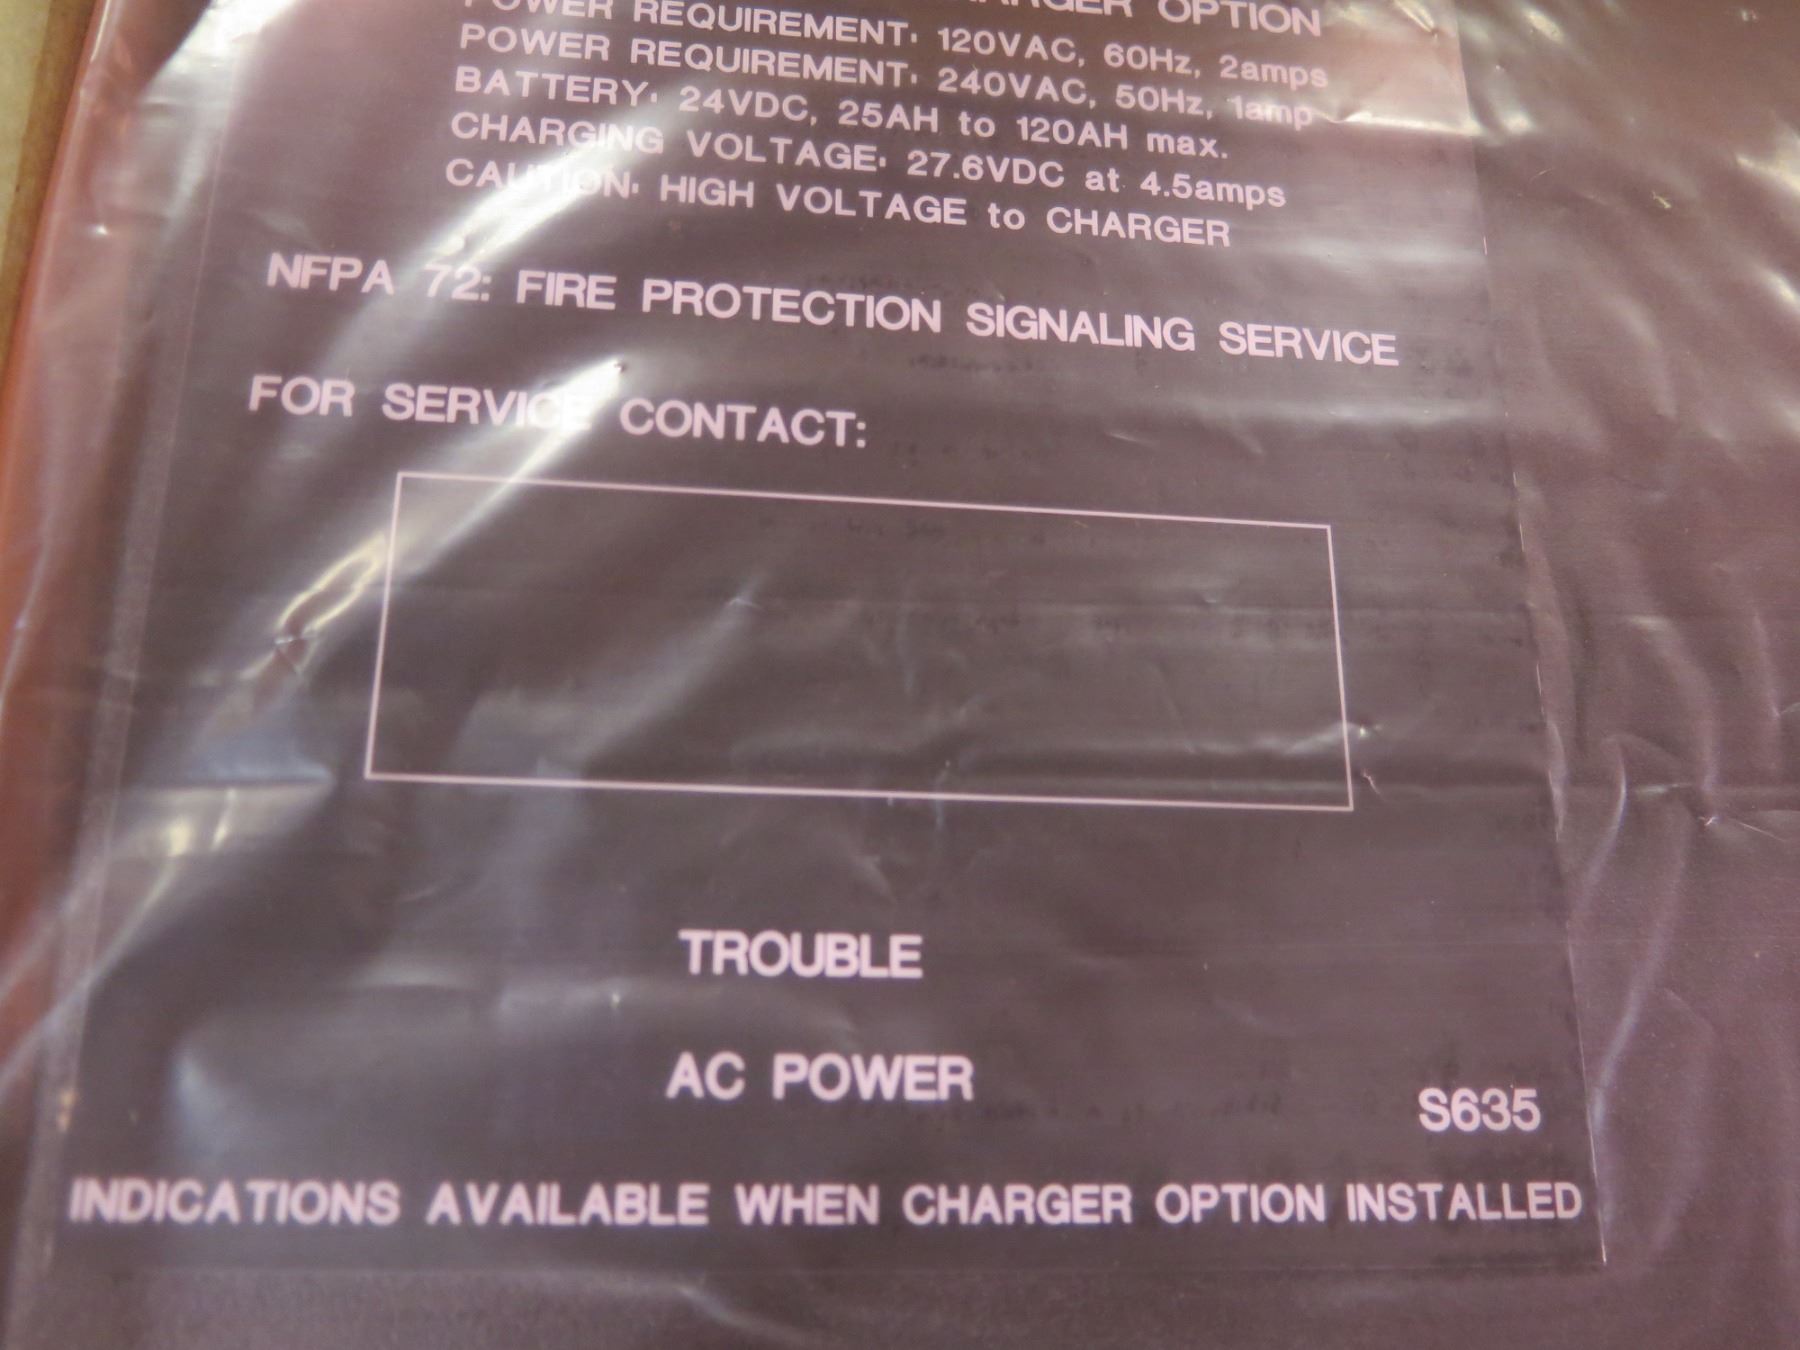 CHARGER OPTION
POWER REQUIREMENT: 120VAC, 60Hz, 2amps
POWER REQUIREMENT: 240VAC, 50Hz, 1amp
BATTERY: 24VDC, 25AH to 120AH max.
CHARGING VOLTAGE: 27.6VDC at 4.5amps
CAUTION: HIGH VOLTAGE to CHARGER
NFPA 72: FIRE PROTECTION SIGNALING SERVICE
FOR SERVICE CONTACT:
TROUBLE
AC POWER
S635
INDICATIONS AVAILABLE WHEN CHARGER OPTION INSTALLED